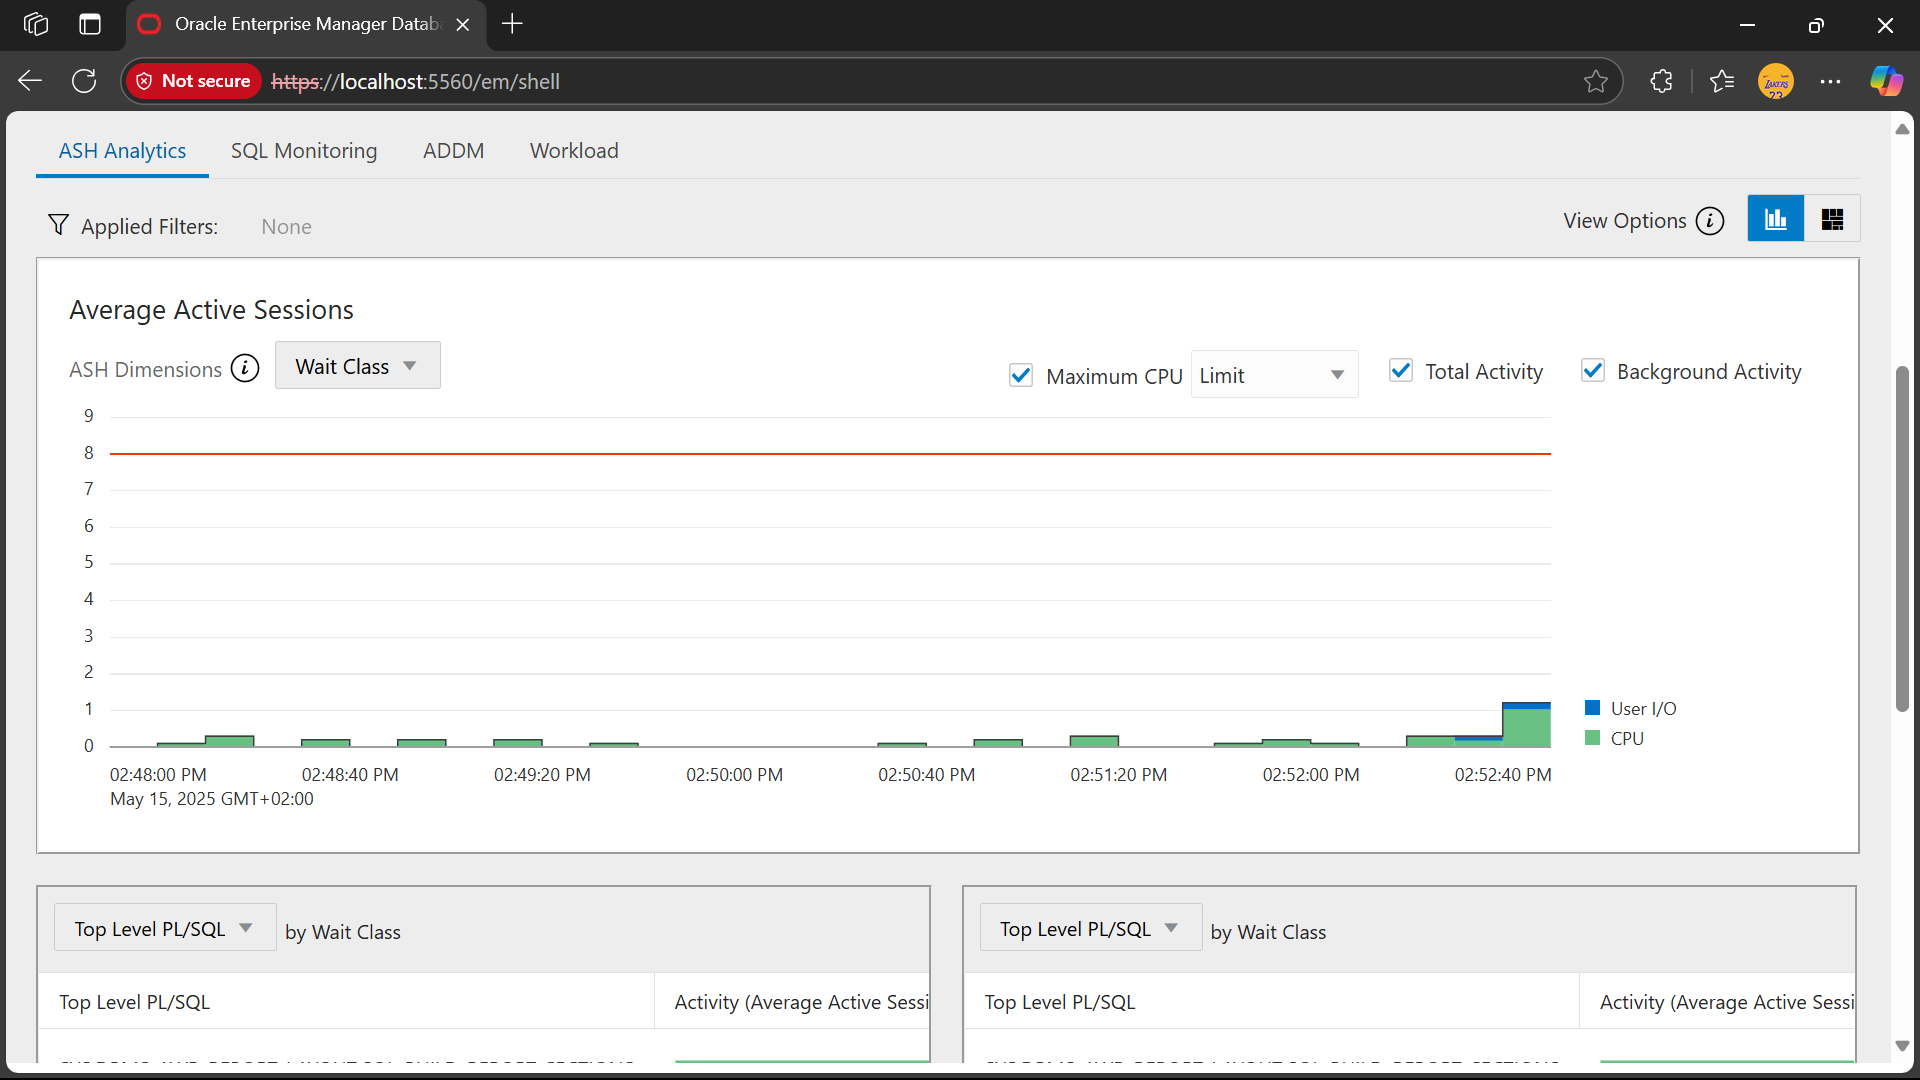 Oracle Enterprise Manager Datab
Not secure https://localhost:5560/em/shell
ASH Analytics SQL Monitoring ADDM Workload
Applied Filters: None View Options
Average Active Sessions
ASH Dimensions Wait Class Maximum CPU Limit Total Activity Background Activity
9
8
7
6
5
4
3
2
1
0
User I/O
CPU
02:48:00 PM 02:48:40 PM 02:49:20 PM 02:50:00 PM 02:50:40 PM 02:51:20 PM 02:52:00 PM 02:52:40 PM
May 15, 2025 GMT+02:00
Top Level PL/SQL by Wait Class
Top Level PL/SQL Activity (Average Active Sessi
Top Level PL/SQL by Wait Class
Top Level PL/SQL Activity (Average Active Sessi